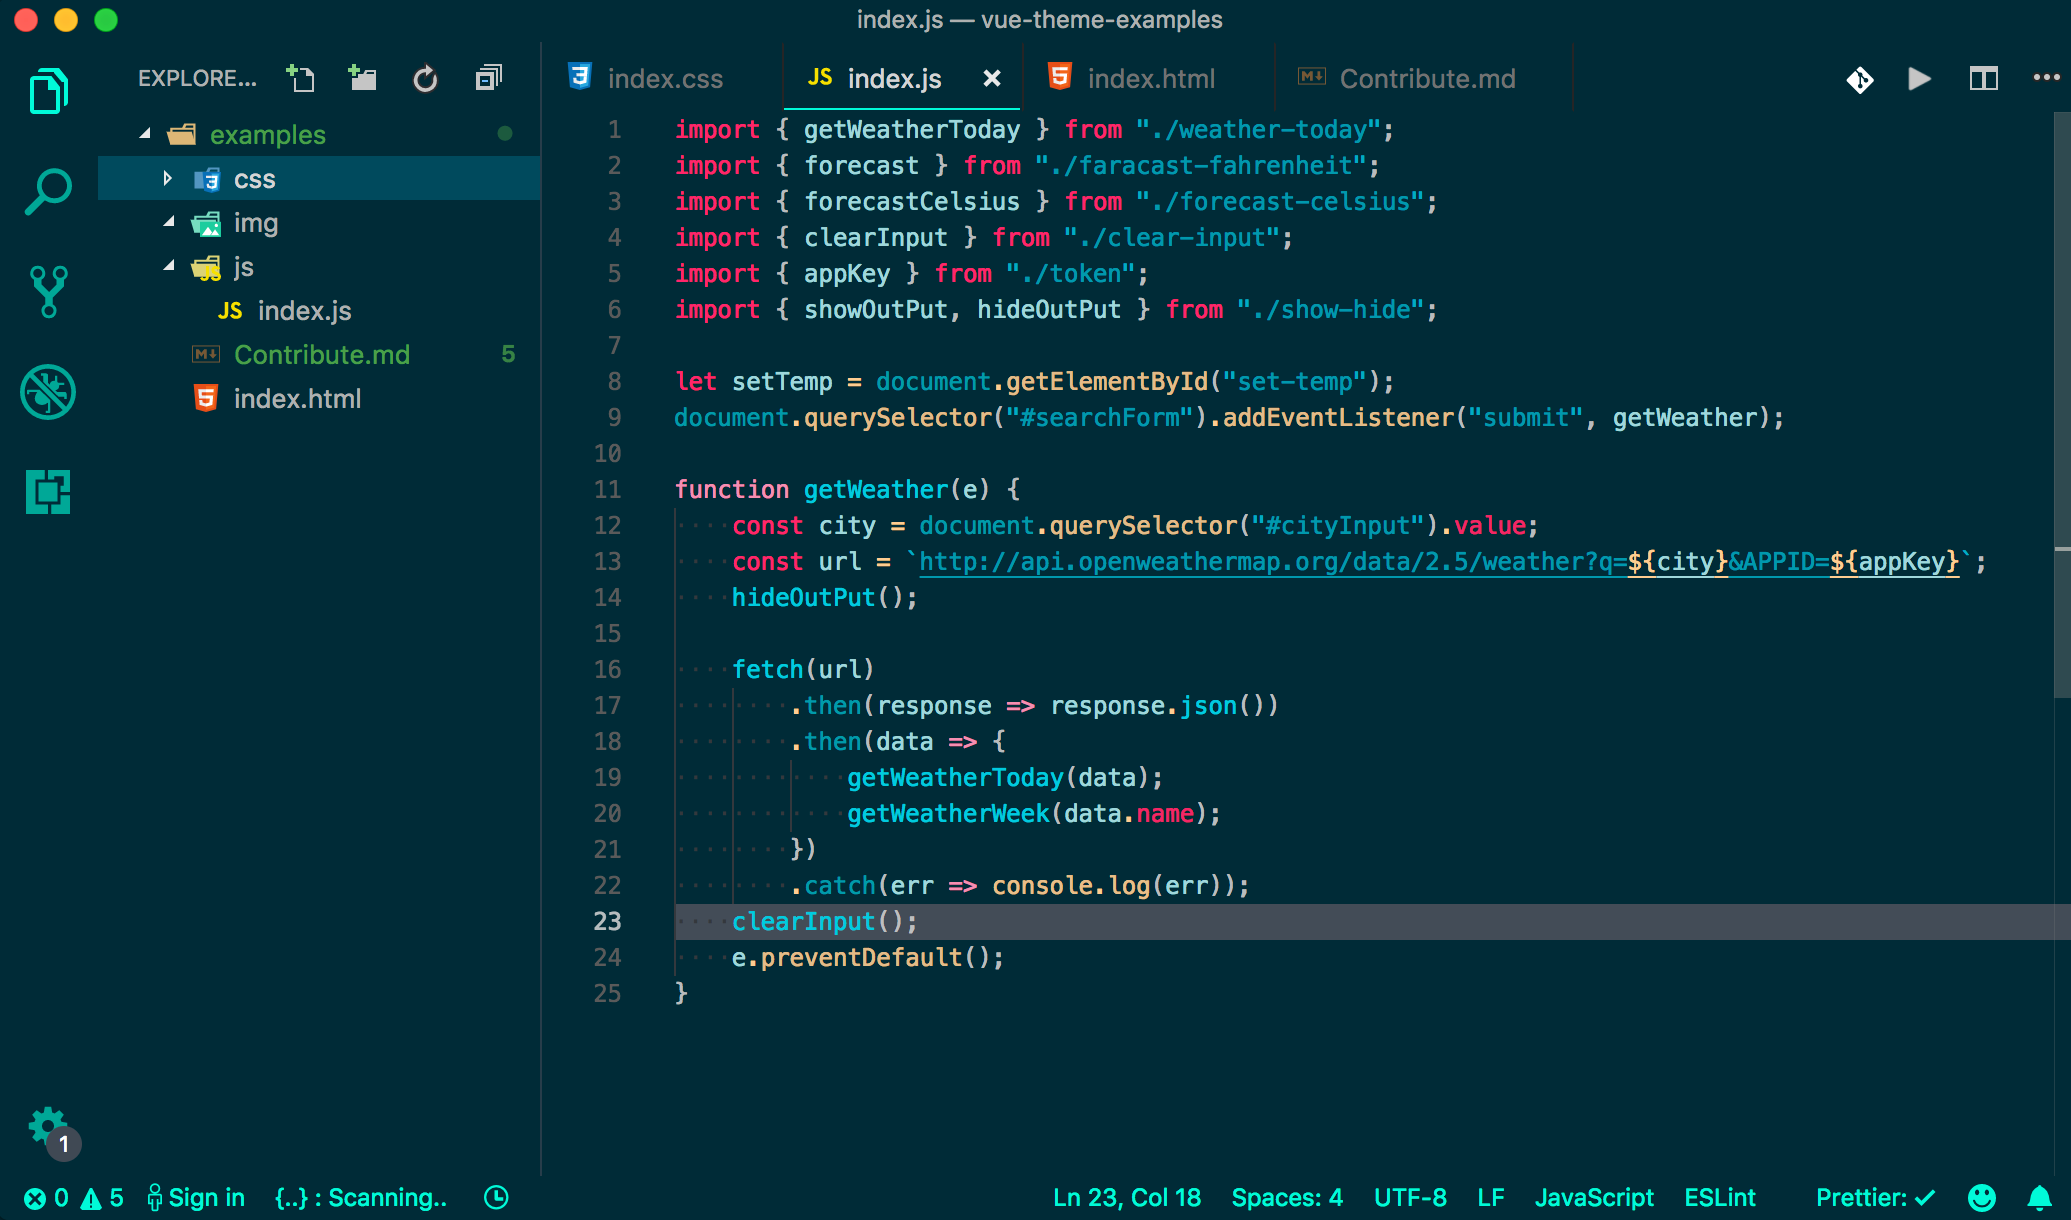 index.js — vue-theme-examples
EXPLORE...
examples
css
img
js
JS index.js
M Contribute.md 5
index.html
index.css
JS index.js
index.html
M Contribute.md
1 import { getWeatherToday } from "./weather-today";
2 import { forecast } from "./faracast-fahrenheit";
3 import { forecastCelsius } from "./forecast-celsius";
4 import { clearInput } from "./clear-input";
5 import { appKey } from "./token";
6 import { showOutPut, hideOutPut } from "./show-hide";
7
8 let setTemp = document.getElementById("set-temp");
9 document.querySelector("#searchForm").addEventListener("submit", getWeather);
10
11 function getWeather(e) {
12 const city = document.querySelector("#cityInput").value;
13 const url = `http://api.openweathermap.org/data/2.5/weather?q=${city}&APPID=${appKey}`;
14 hideOutPut();
15
16 fetch(url)
17 .then(response => response.json())
18 .then(data => {
19 getWeatherToday(data);
20 getWeatherWeek(data.name);
21 })
22 .catch(err => console.log(err));
23 clearInput();
24 e.preventDefault();
25 }
1
0 5 Sign in {..} : Scanning.. Ln 23, Col 18 Spaces: 4 UTF-8 LF JavaScript ESLint Prettier: ✓